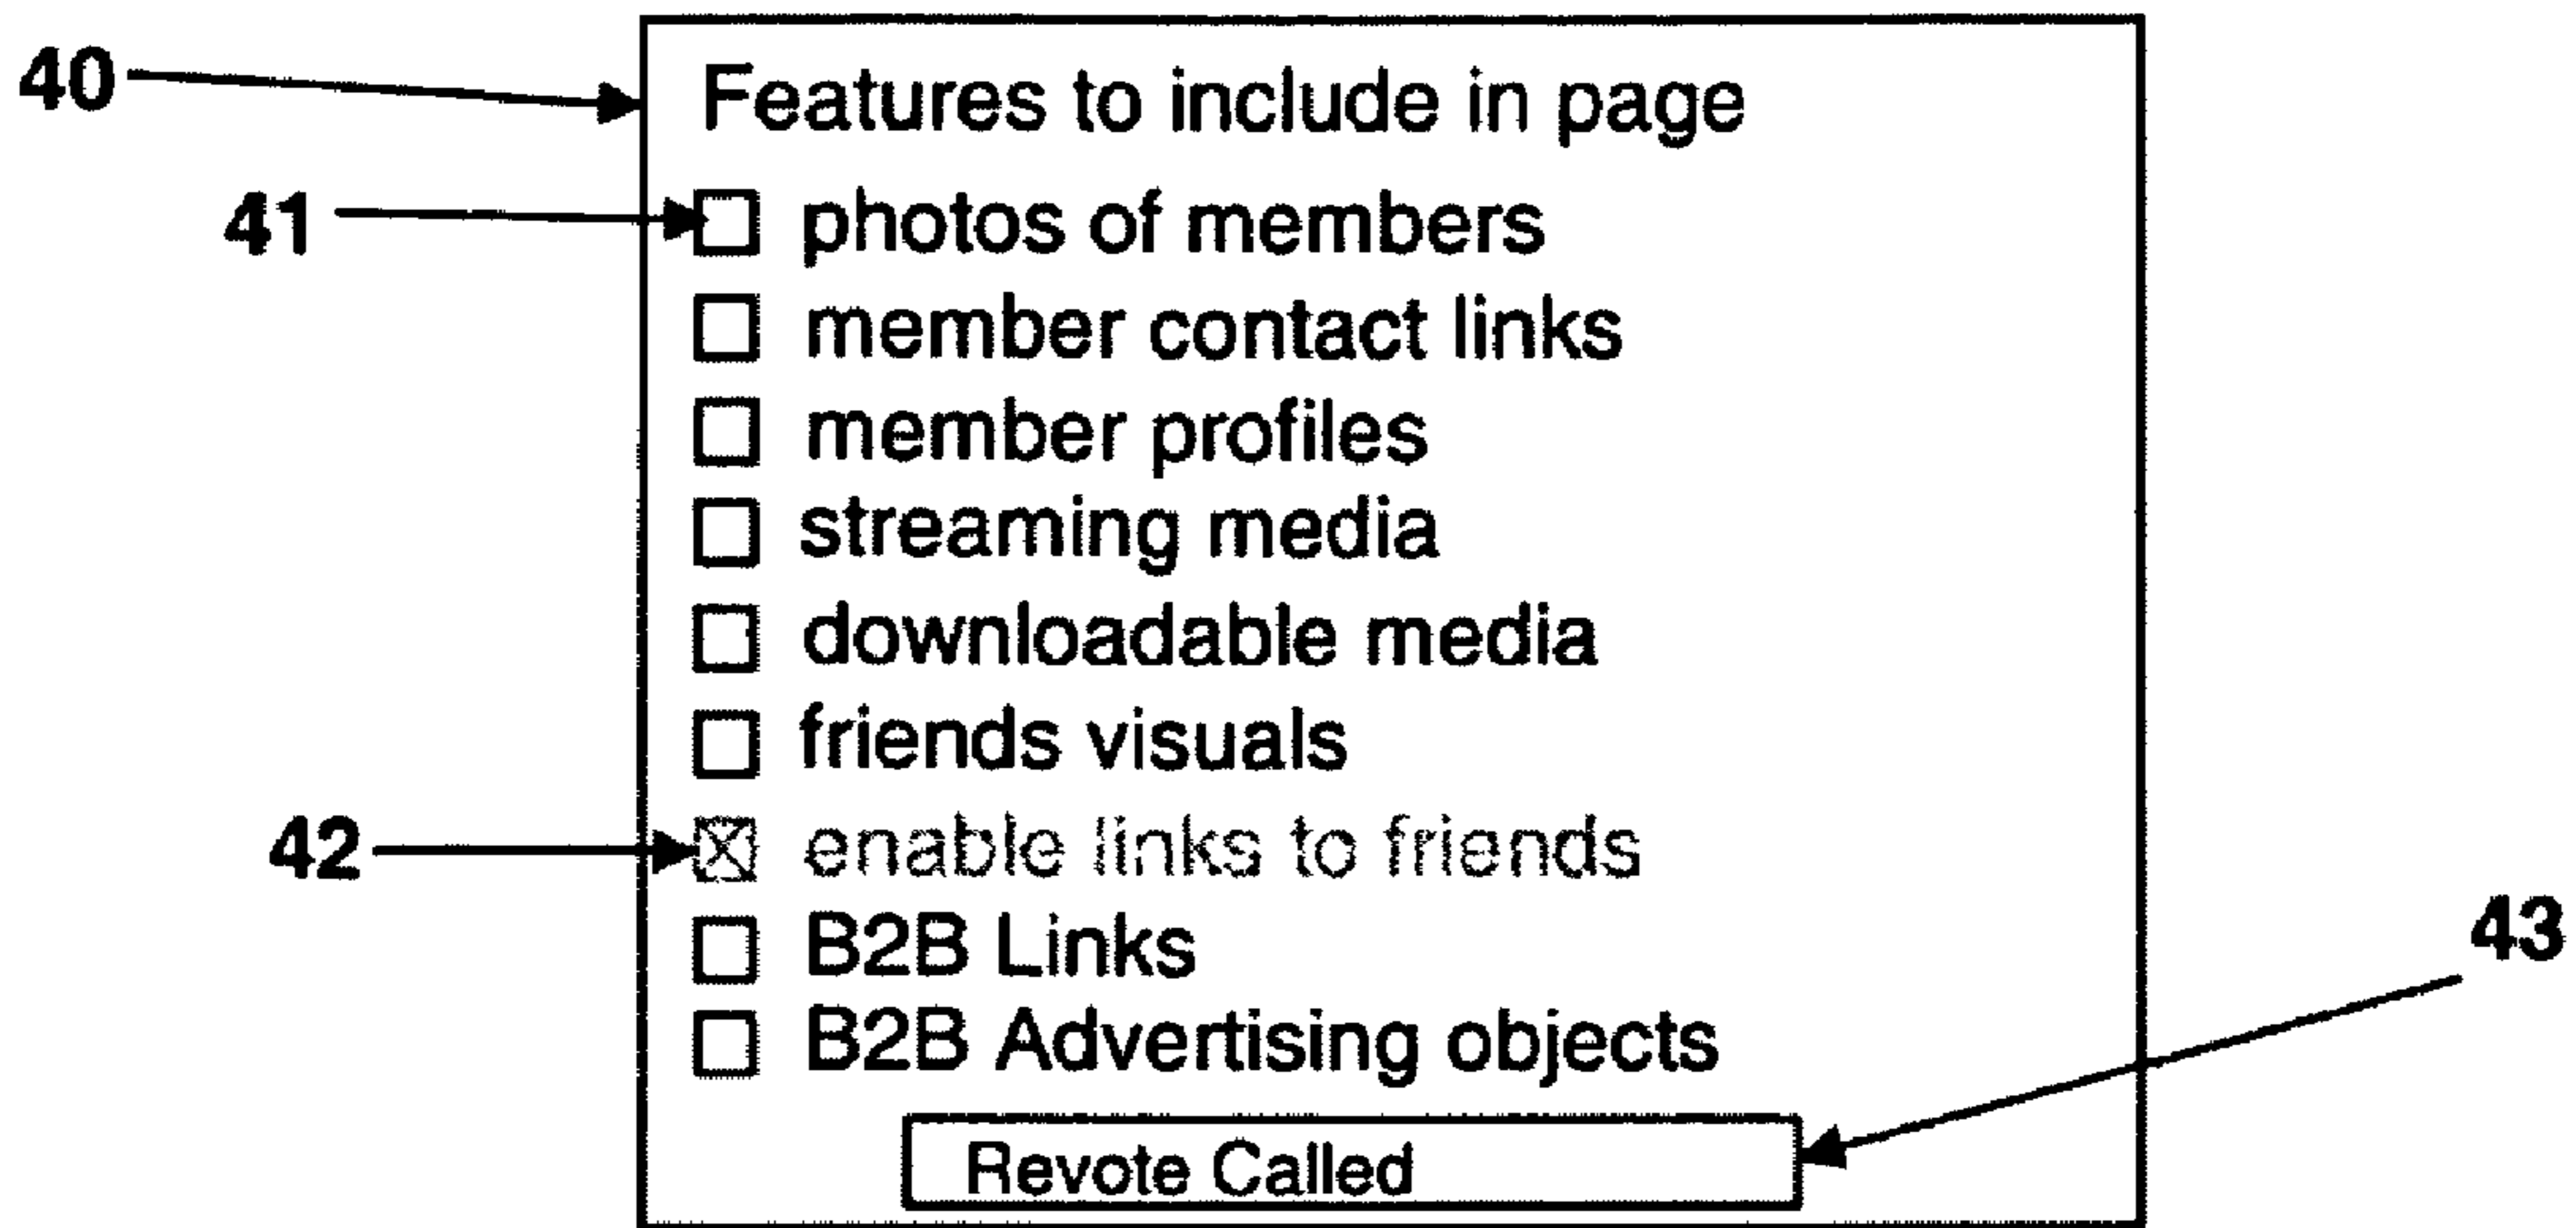 40 Features to include in page
41 photos of members
member contact links
member profiles
streaming media
downloadable media
friends visuals
42 enable links to friends
43
B2B Links
B2B Advertising objects
Revote Called